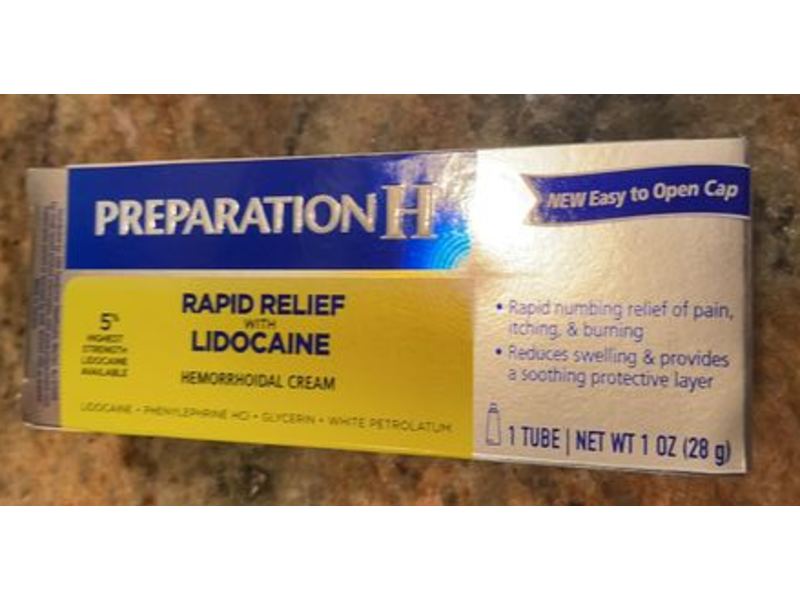 PREPARATION H
NEW Easy to Open Cap
RAPID RELIEF
WITH
LIDOCAINE
HEMORRHOIDAL CREAM
5%
HIGHEST
STRENGTH
LIDOCAINE
AVAILABLE
LIDOCAINE • PHENYLEPHRINE HCl • GLYCERIN • WHITE PETROLATUM
• Rapid numbing relief of pain,
itching, & burning
• Reduces swelling & provides
a soothing protective layer
1 TUBE | NET WT 1 OZ (28 g)